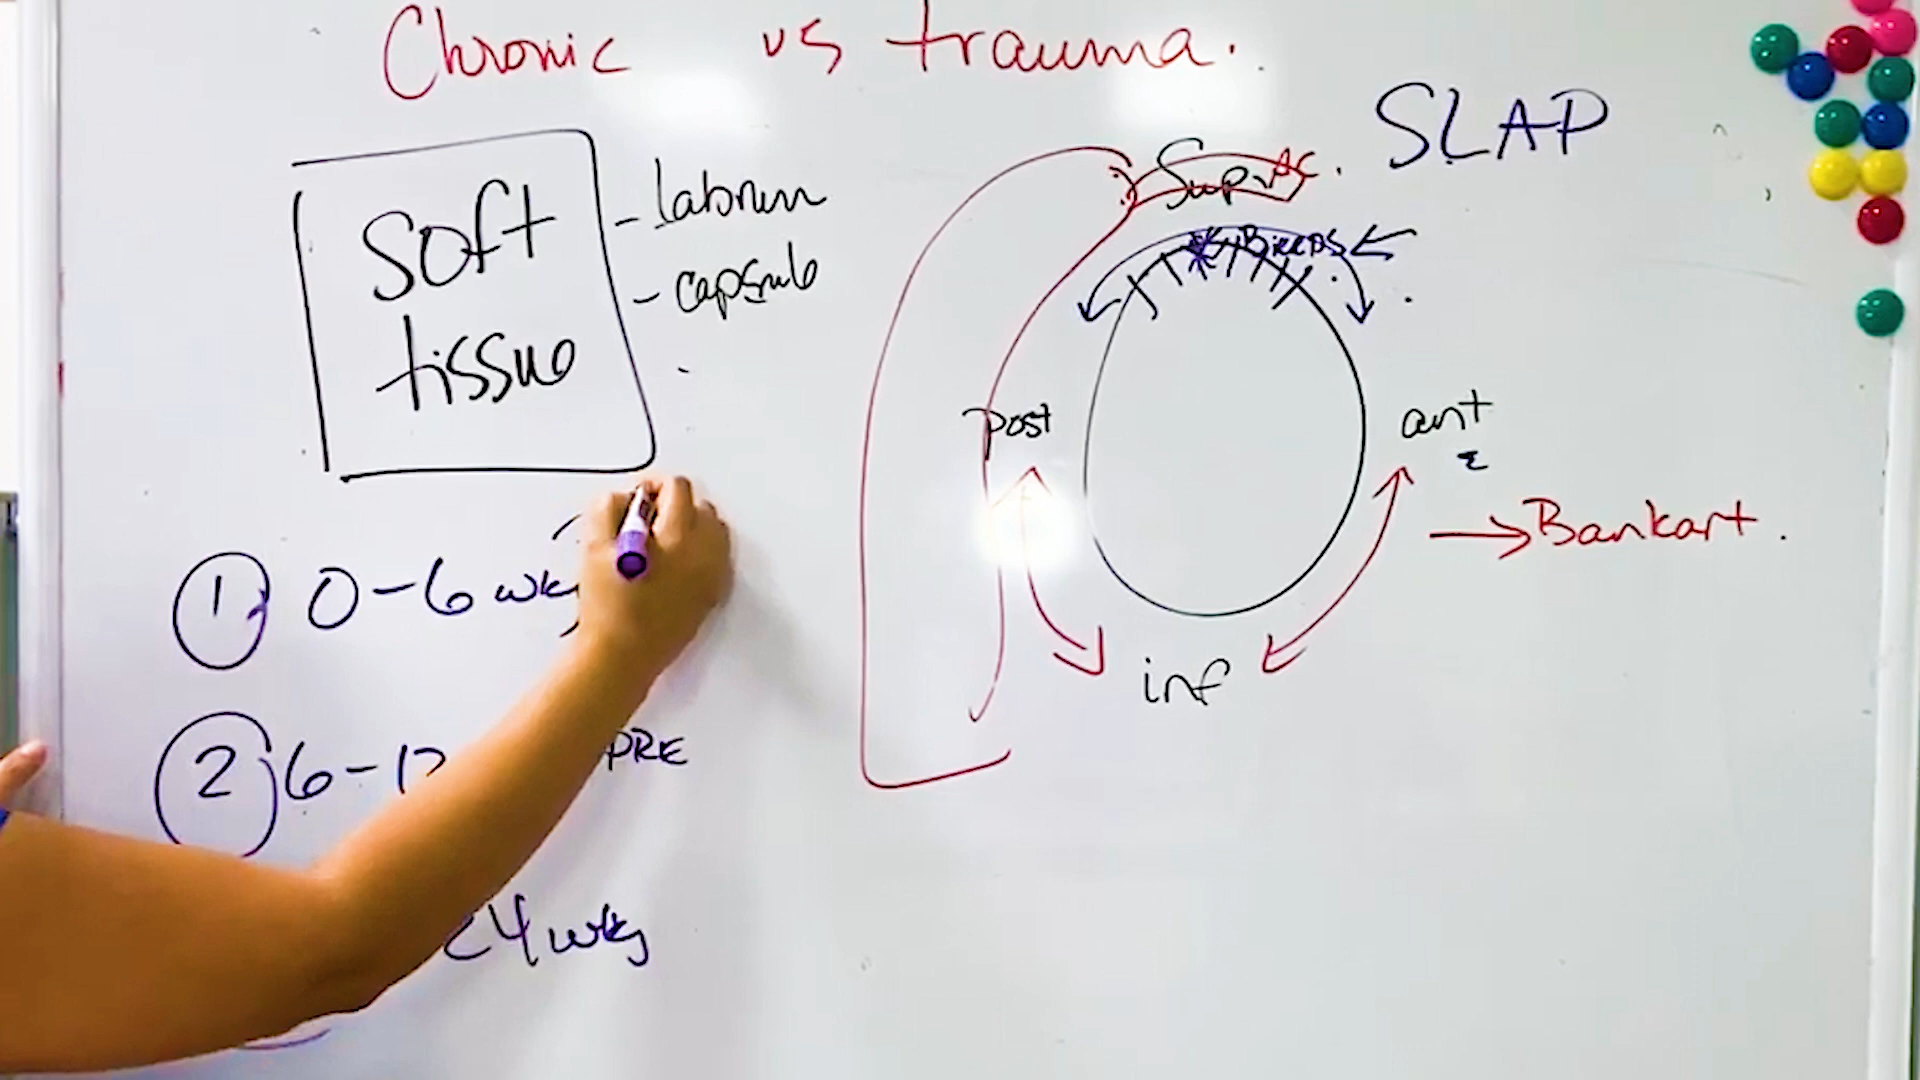 Chronic vs trauma.
SLAP
Sup.
Biceps
soft
tissue
- labrum
- capsule
post
ant
→ Bankart.
inf
1 0-6 wks
2 6-12
PRE
24 wks